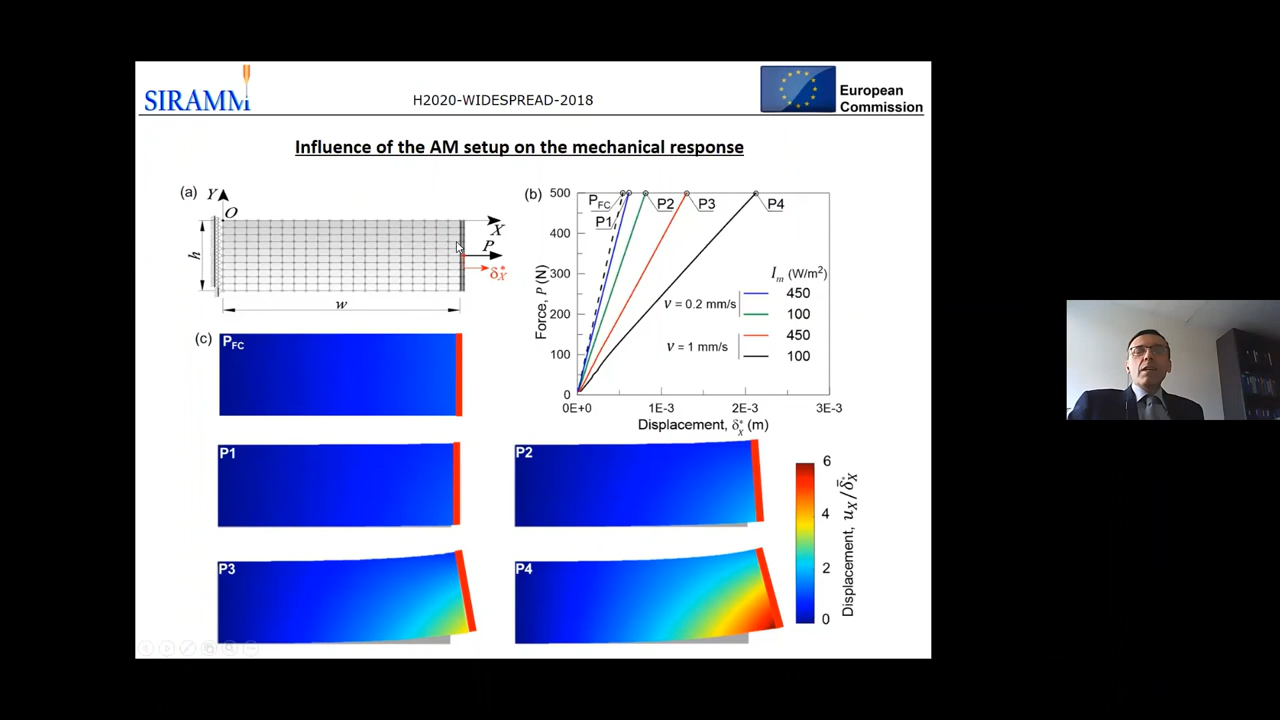 SIRAMM
H2020-WIDESPREAD-2018
European
Commission
Influence of the AM setup on the mechanical response
(a)
Y
O
X
h
P
δ*X
w
(b)
Force, P (N)
500
400
300
200
100
0
0E+0
1E-3
2E-3
3E-3
Displacement, δ*X (m)
PFC
P1
P2
P3
P4
Im (W/m²)
v = 0.2 mm/s
450
100
v = 1 mm/s
450
100
(c)
PFC
P1
P2
P3
P4
6
4
2
0
Displacement, uX/δ̄*X